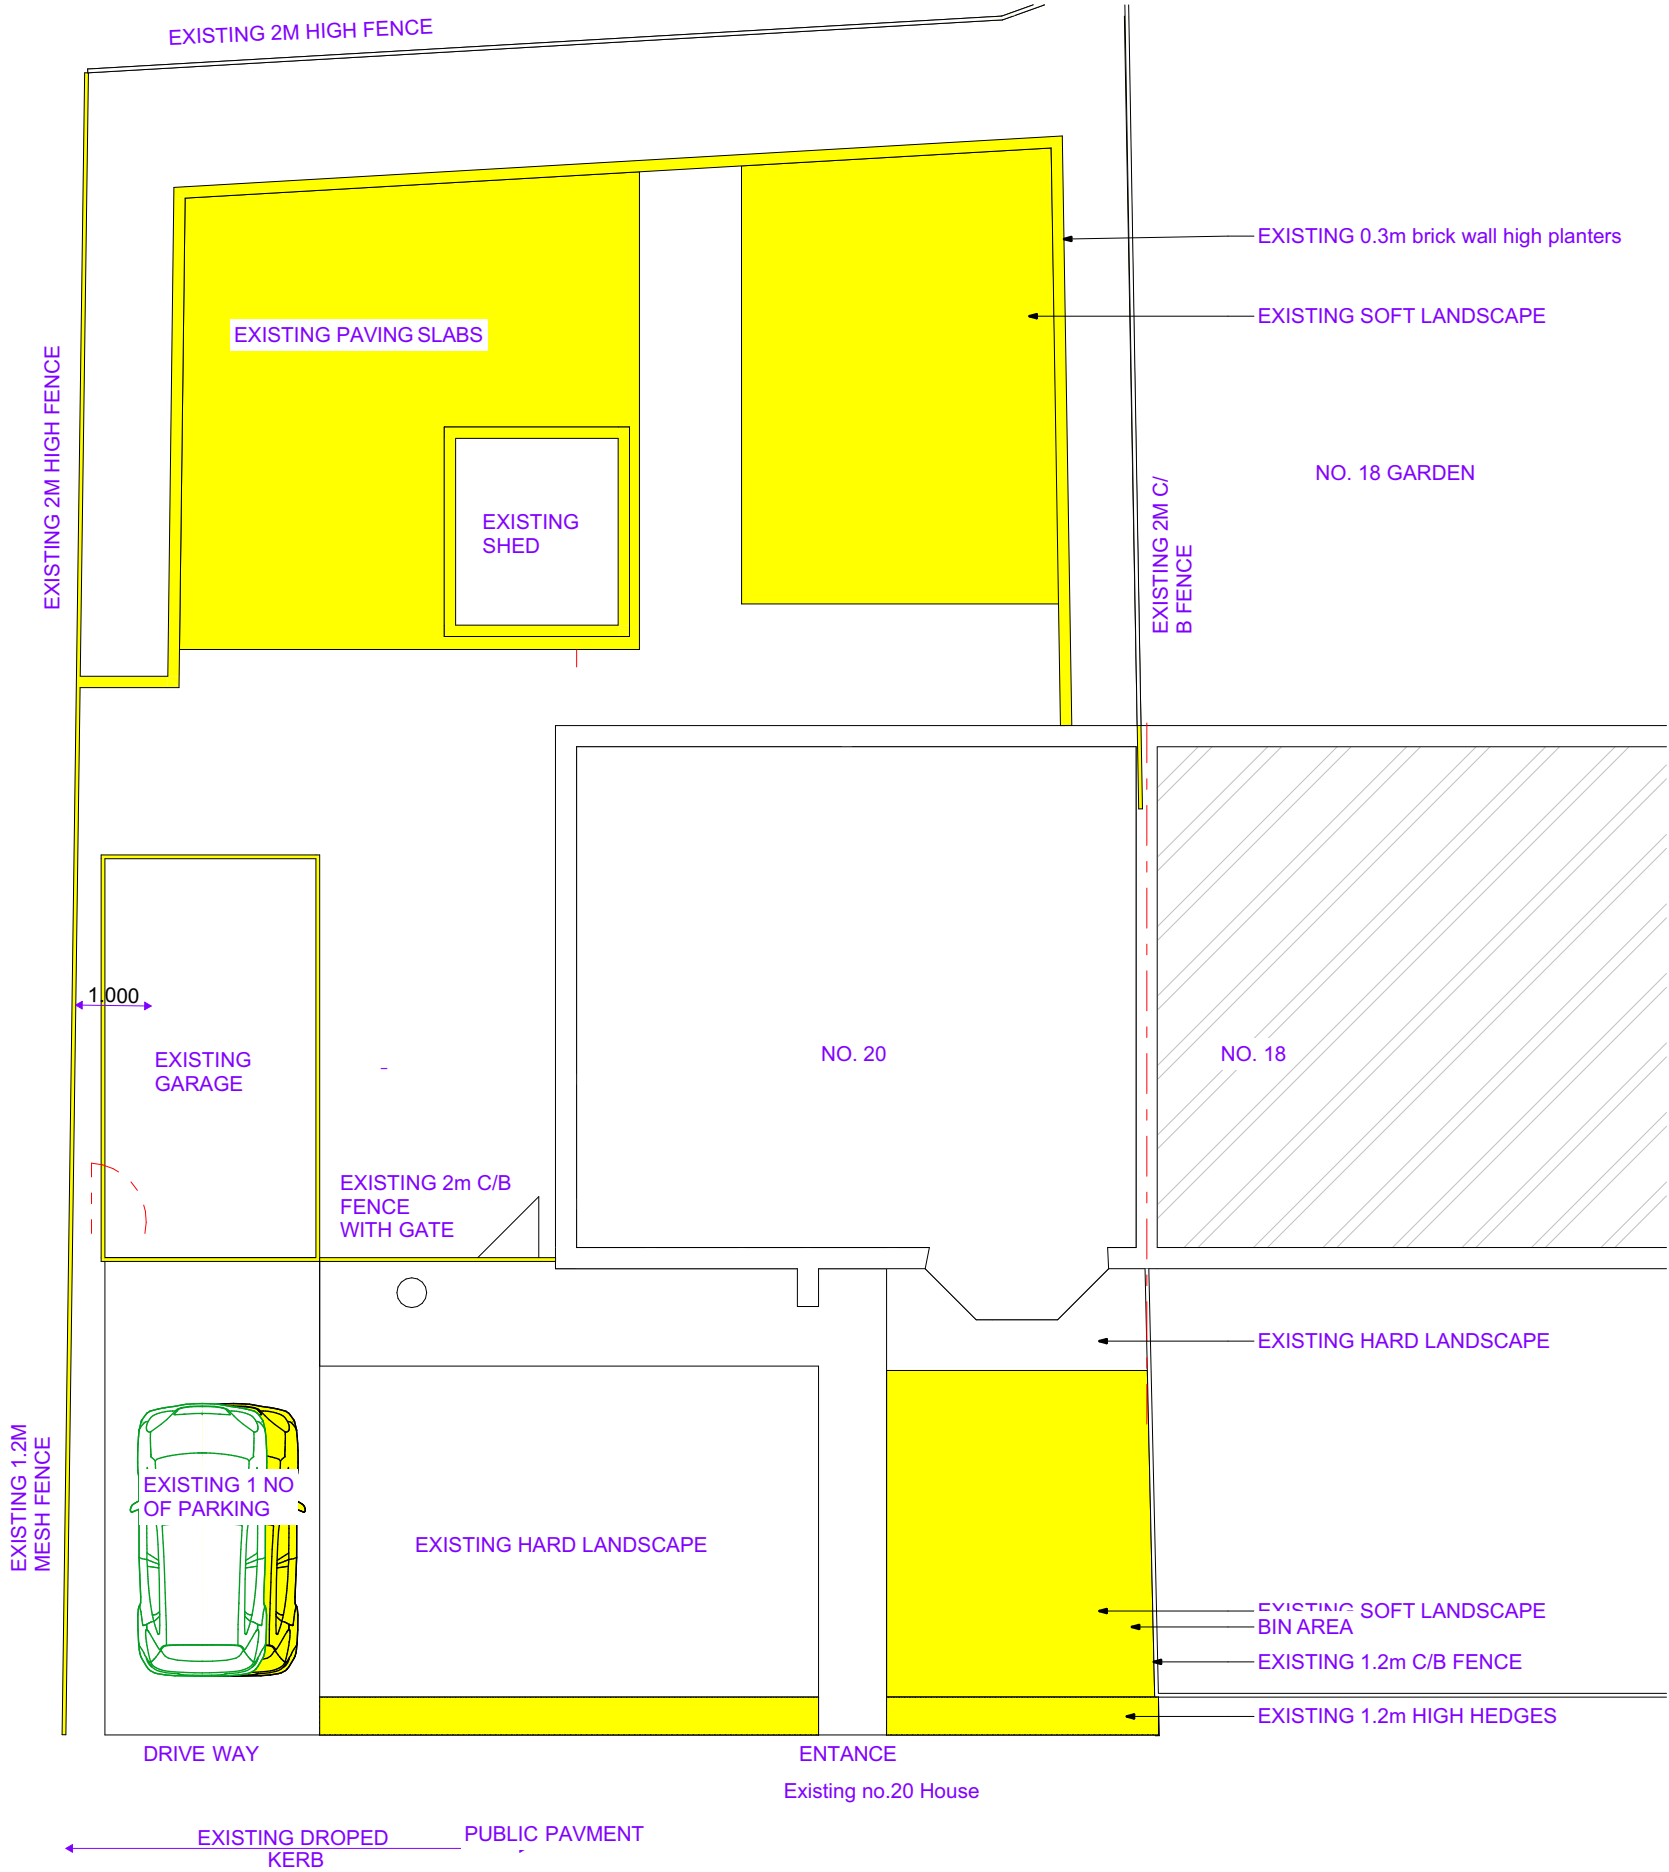 EXISTING 2M HIGH FENCE
EXISTING 0.3m brick wall high planters
EXISTING SOFT LANDSCAPE
EXISTING PAVING SLABS
EXISTING 2M HIGH FENCE
NO. 18 GARDEN
EXISTING 2M C/
B FENCE
EXISTING
SHED
1.000
EXISTING
GARAGE
NO. 20
NO. 18
EXISTING 2m C/B
FENCE
WITH GATE
EXISTING HARD LANDSCAPE
EXISTING 1.2M
MESH FENCE
EXISTING 1 NO
OF PARKING
EXISTING HARD LANDSCAPE
EXISTING SOFT LANDSCAPE
BIN AREA
EXISTING 1.2m C/B FENCE
EXISTING 1.2m HIGH HEDGES
DRIVE WAY
ENTANCE
Existing no.20 House
EXISTING DROPED
KERB
PUBLIC PAVMENT